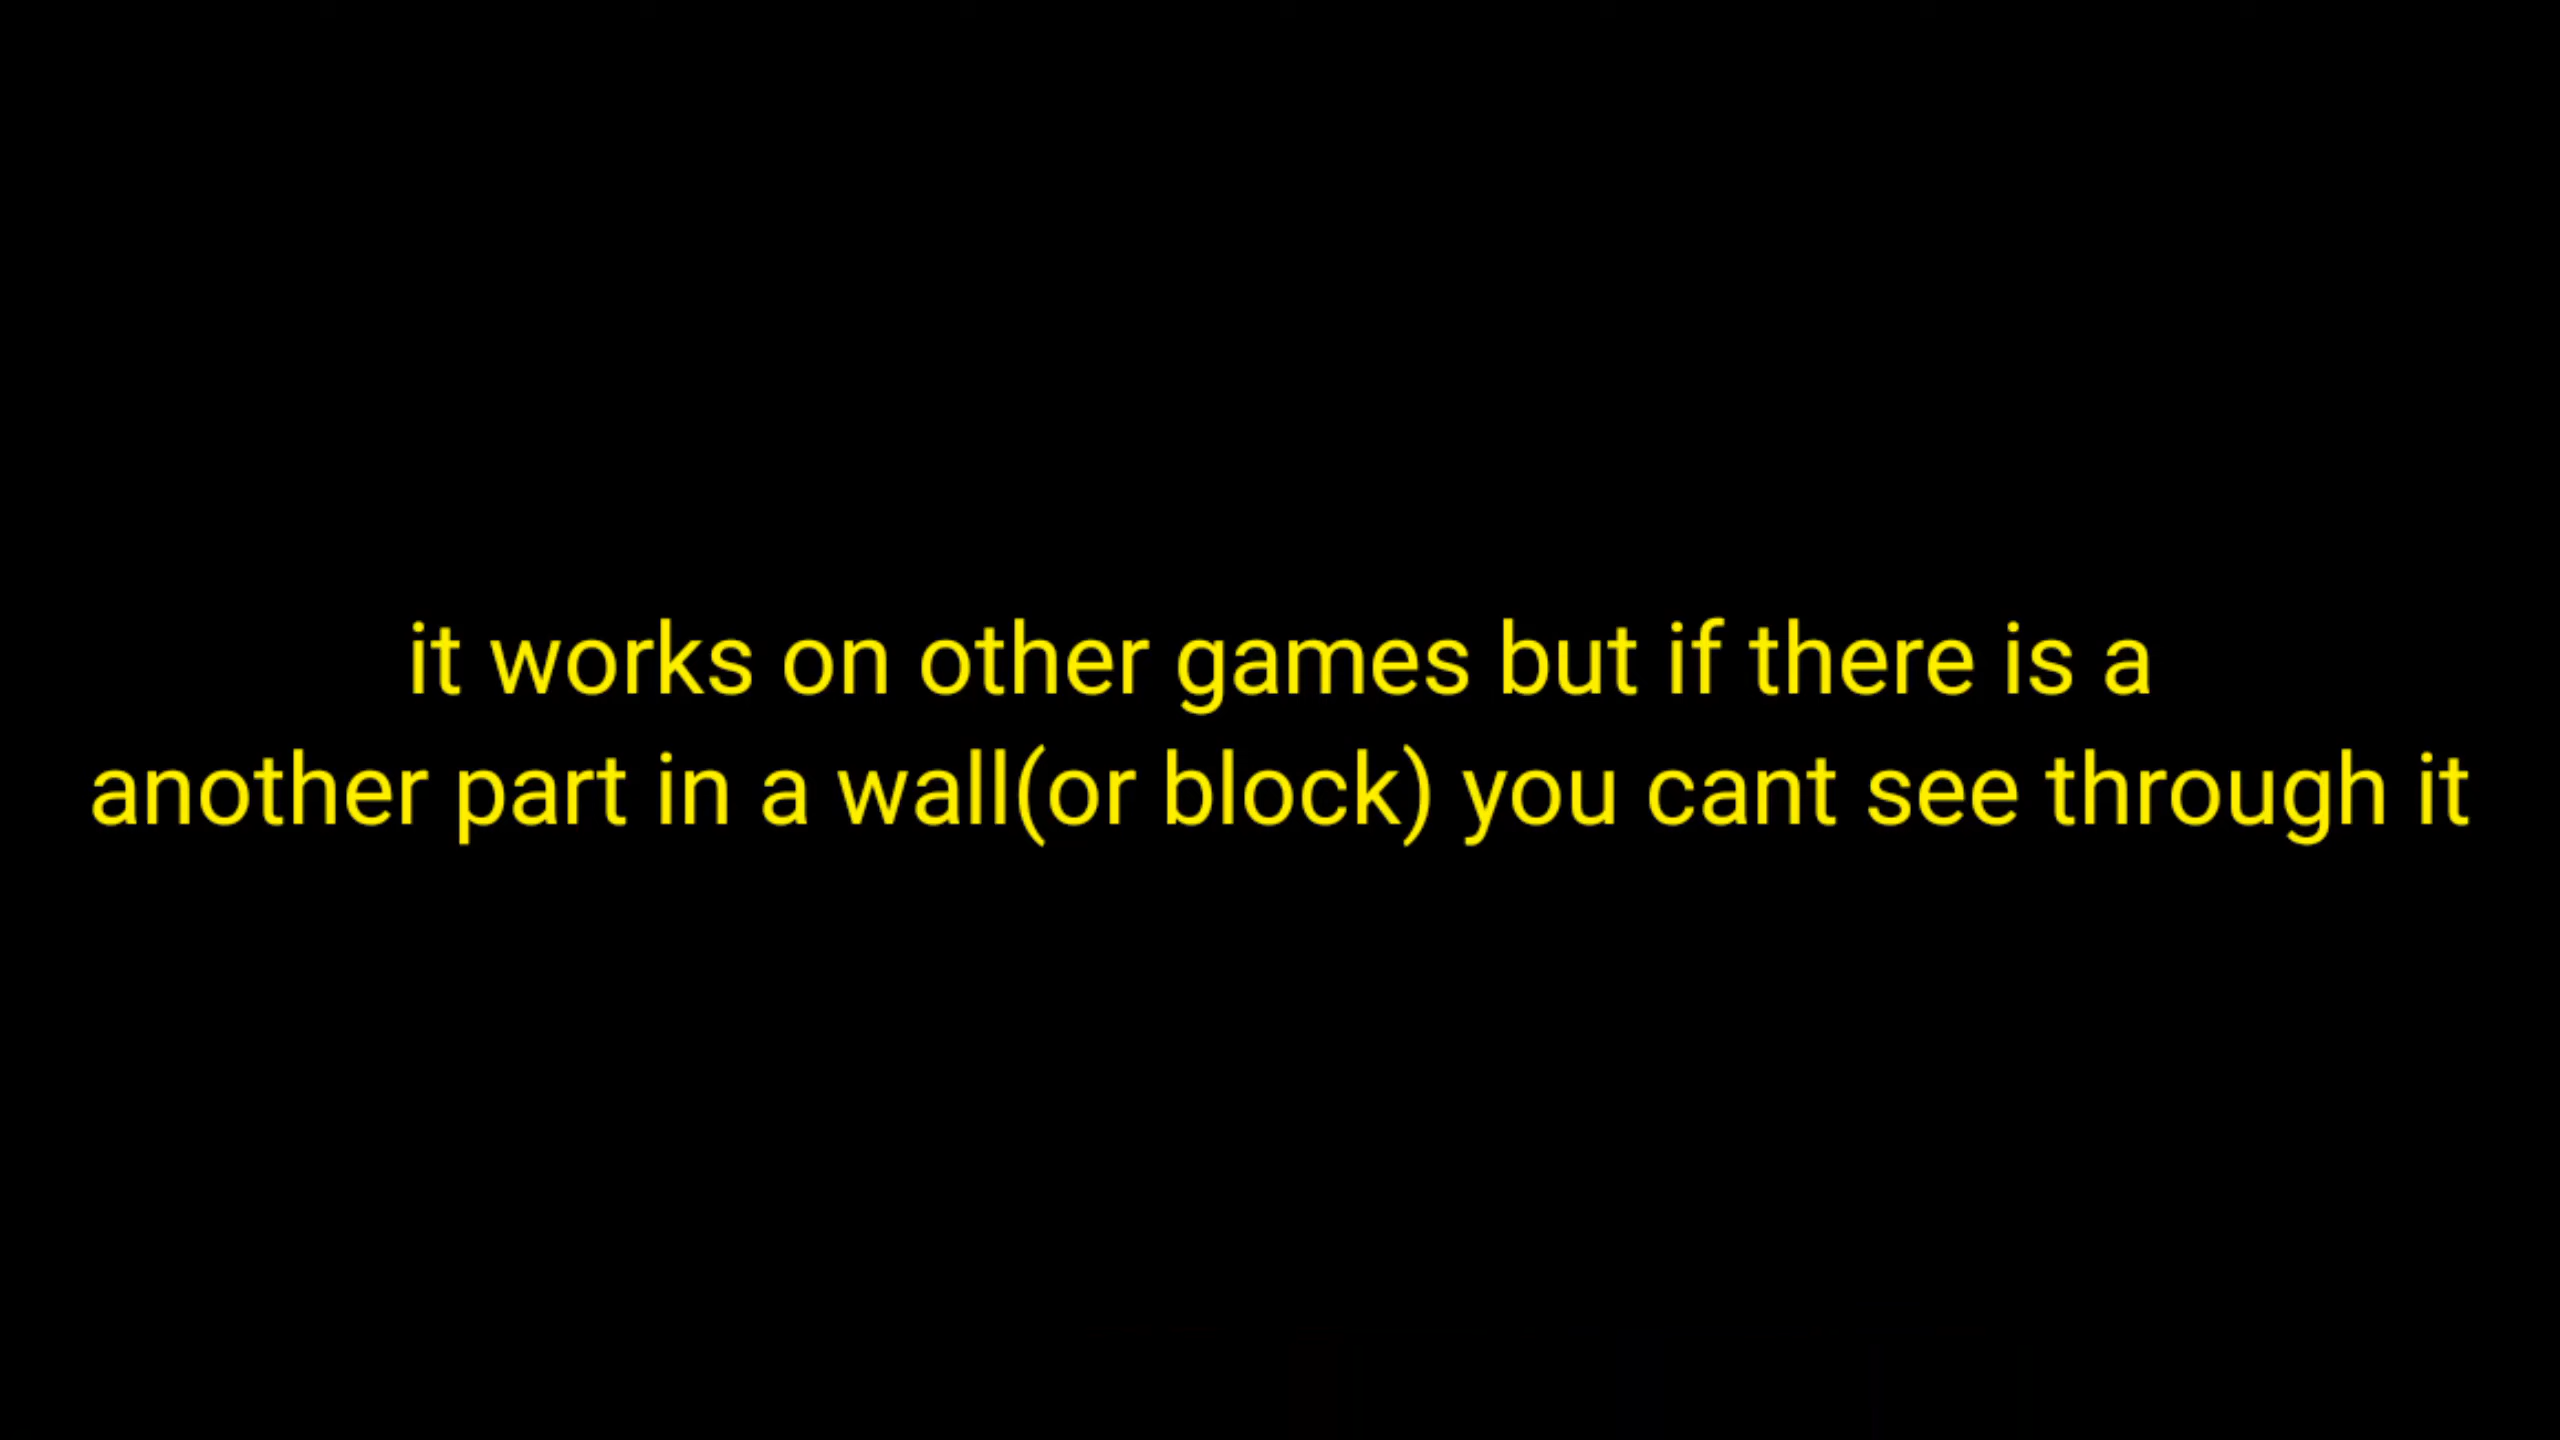 it works on other games but if there is a
another part in a wall(or block) you cant see through it